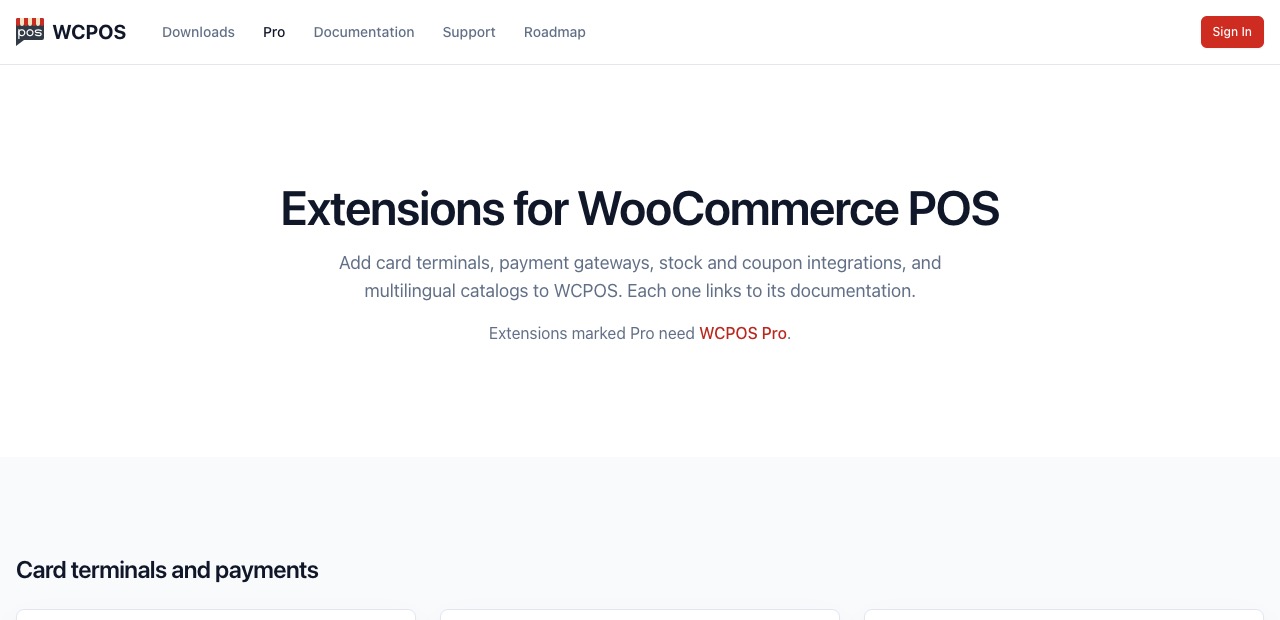 pos WCPOS Downloads Pro Documentation Support Roadmap Sign In
Extensions for WooCommerce POS
Add card terminals, payment gateways, stock and coupon integrations, and
multilingual catalogs to WCPOS. Each one links to its documentation.
Extensions marked Pro need WCPOS Pro.
Card terminals and payments